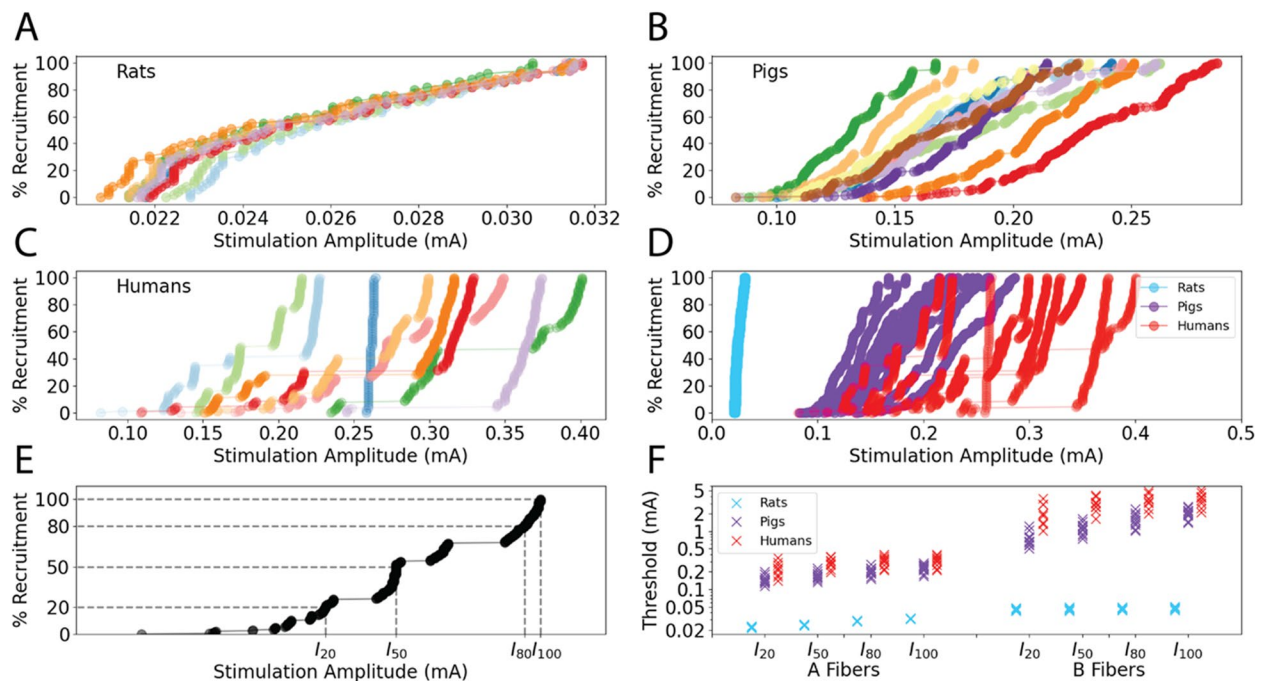 A
Rats
% Recruitment
100
80
60
40
20
0
0.022 0.024 0.026 0.028 0.030 0.032
Stimulation Amplitude (mA)
B
Pigs
% Recruitment
100
80
60
40
20
0
0.10 0.15 0.20 0.25
Stimulation Amplitude (mA)
C
Humans
% Recruitment
100
80
60
40
20
0
0.10 0.15 0.20 0.25 0.30 0.35 0.40
Stimulation Amplitude (mA)
D
% Recruitment
100
80
60
40
20
0
Rats
Pigs
Humans
0.0 0.1 0.2 0.3 0.4 0.5
Stimulation Amplitude (mA)
E
% Recruitment
100
80
50
20
0
I20 I50 I80 I100
Stimulation Amplitude (mA)
F
Threshold (mA)
5
2
1
0.5
0.2
0.1
0.05
0.02
Rats
Pigs
Humans
I20 I50 I80 I100 I20 I50 I80 I100
A Fibers B Fibers